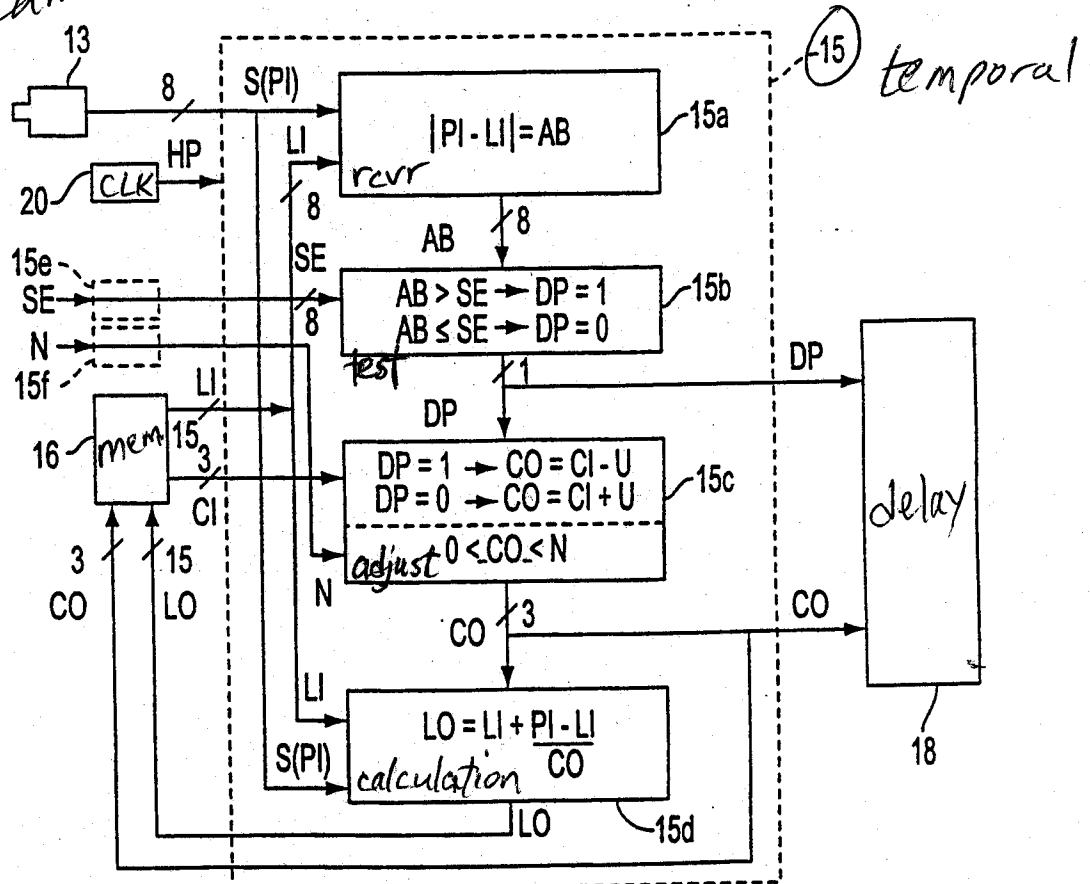 13
8
S(PI)
15
temporal
|PI - LI| = AB
15a
LI
rcvr
HP
CLK
20
8
8
AB
15e
SE
SE
AB > SE → DP = 1
AB ≤ SE → DP = 0
15b
8
N
test
1
DP
15f
LI
DP
16
mem.
15
3
CI
DP = 1 → CO = CI - U
DP = 0 → CO = CI + U
15c
delay
adjust
0 ≤ CO ≤ N
3
15
N
CO
LO
3
CO
CO
LI
LO = LI + PI - LI
CO
S(PI)
calculation
18
LO
15d